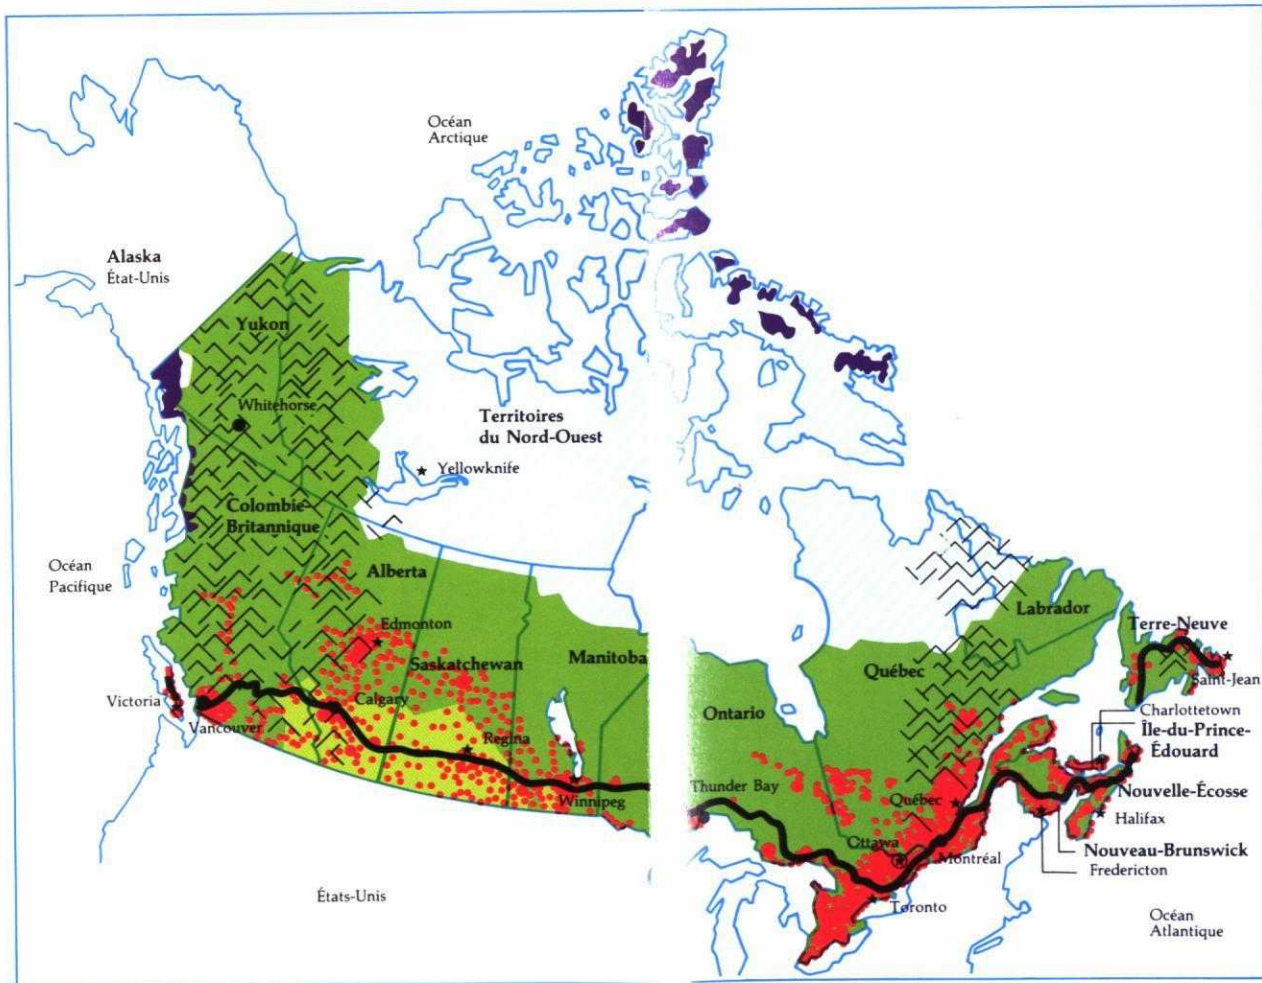 Océan
Arctique
Alaska
État-Unis
Yukon
Whitehorse
Territoires
du Nord-Ouest
Yellowknife
Colombie-
Britannique
Océan
Pacifique
Alberta
Labrador
Edmonton
Terre-Neuve
Saskatchewan
Manitoba
Québec
Saint-Jean
Victoria
Calgary
Ontario
Charlottetown
Vancouver
Île-du-Prince-
Édouard
Regina
Thunder Bay
Nouvelle-Écosse
Winnipeg
Québec
Halifax
Ottawa
Montréal
Nouveau-Brunswick
Fredericton
États-Unis
Toronto
Océan
Atlantique